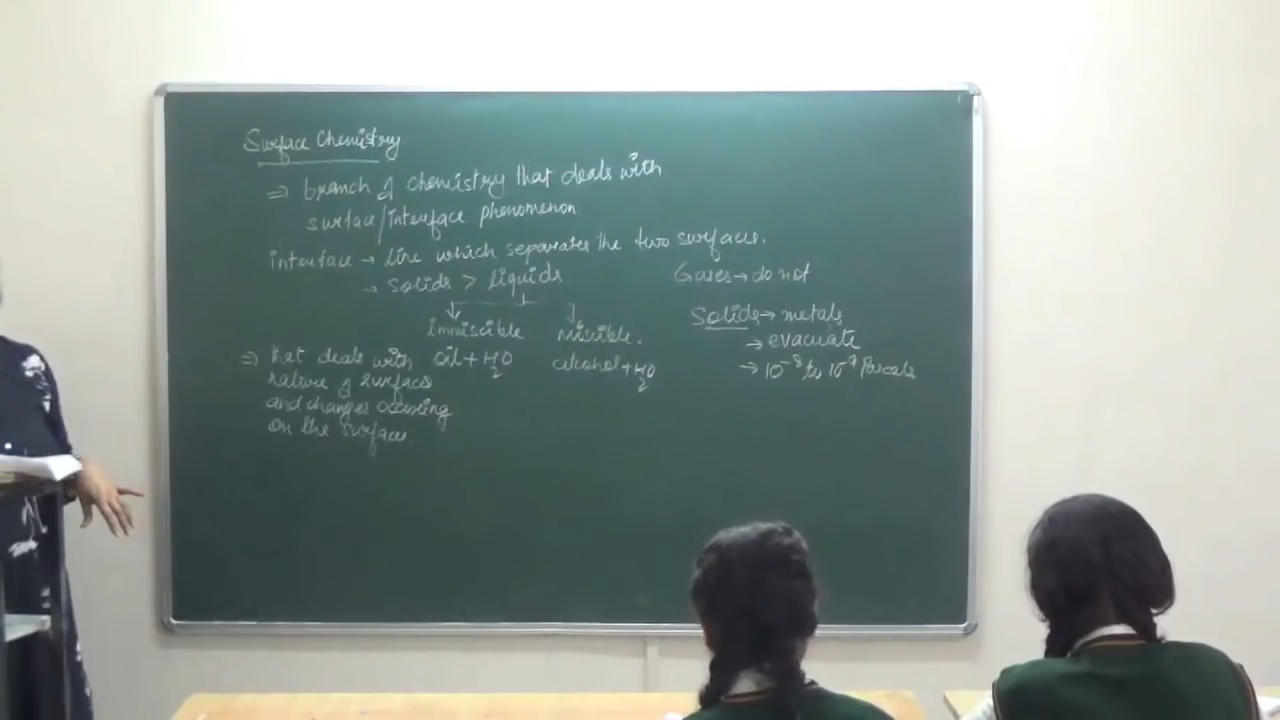 Surface Chemistry
⇒ branch of chemistry that deals with
surface/interface phenomenon
interface → line which separates the two surfaces.
→ solids > liquids
immiscible miscible.
oil + H2O alcohol + H2O
⇒ that deals with
nature of surfaces
and changes occuring
on the surfaces.
Gases → do not
Solids → metals
→ evacuate
→ 10⁻⁸ to 10⁻⁹ Pascals